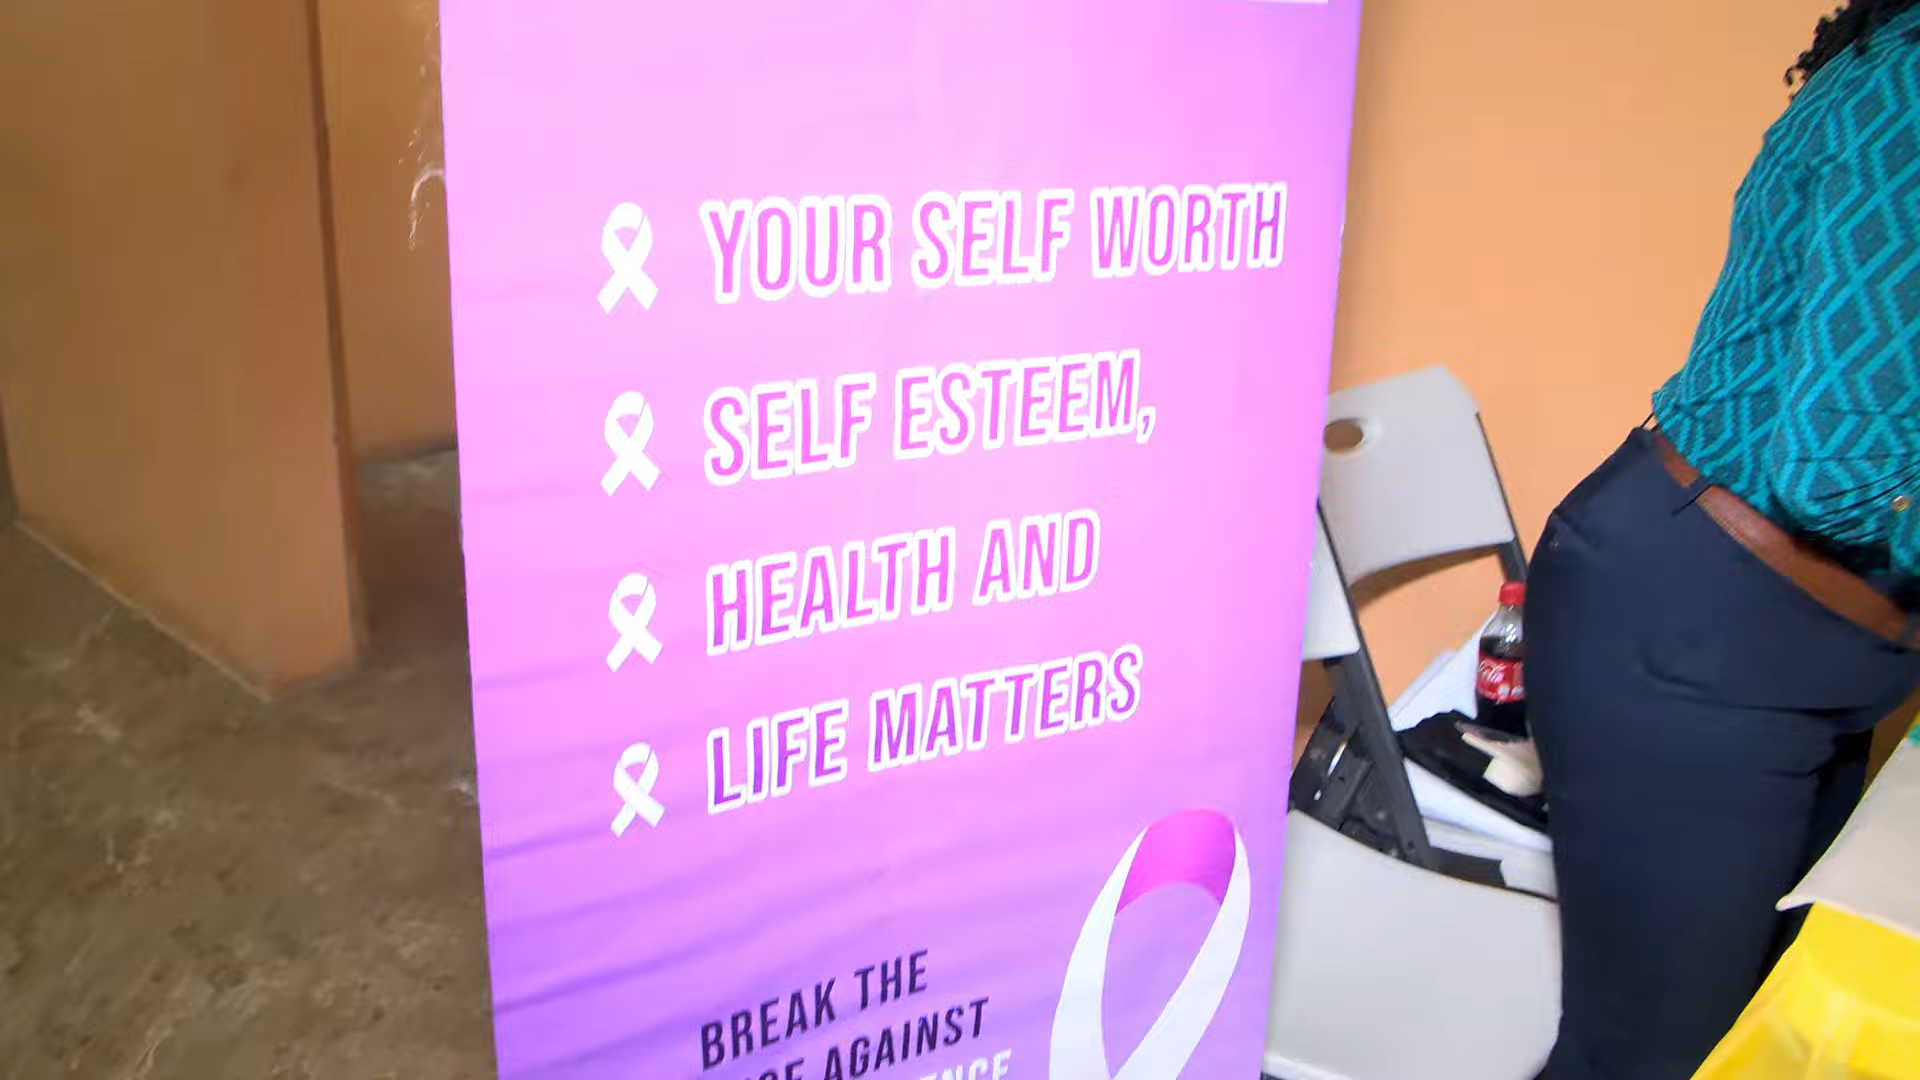 YOUR SELF WORTH
SELF ESTEEM,
HEALTH AND
LIFE MATTERS
BREAK THE
AGAINST